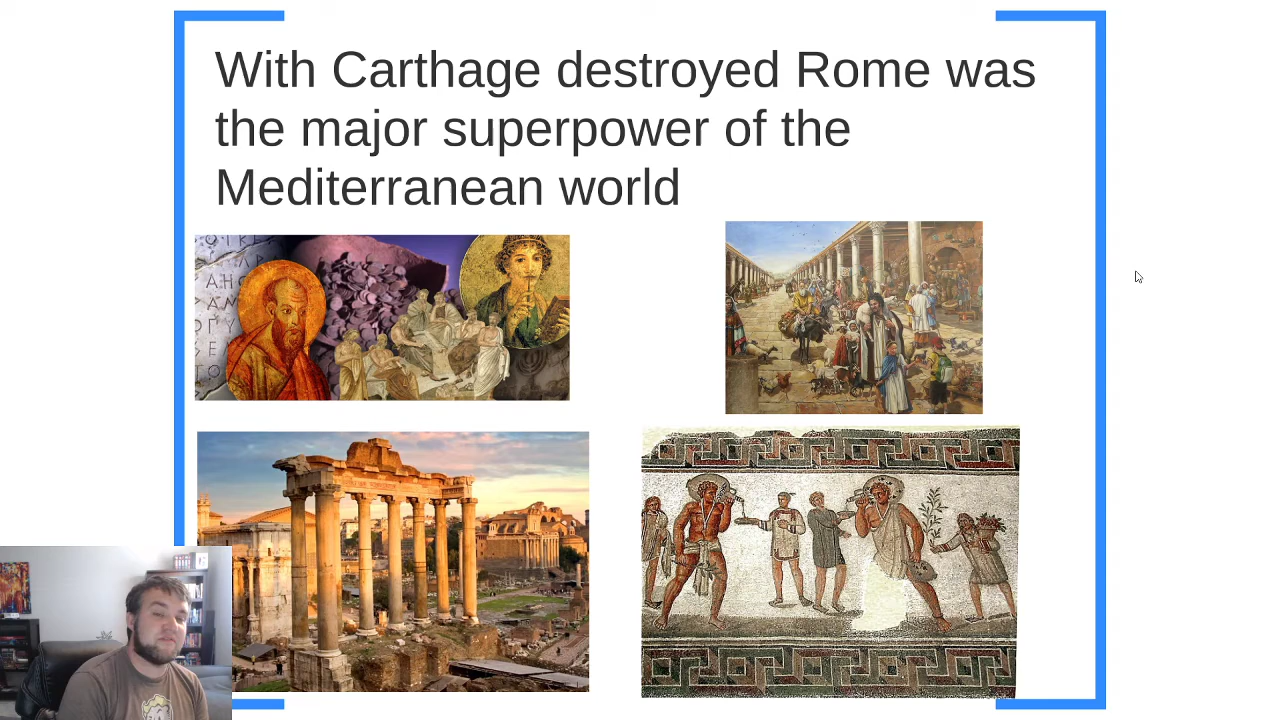 With Carthage destroyed Rome was
the major superpower of the
Mediterranean world